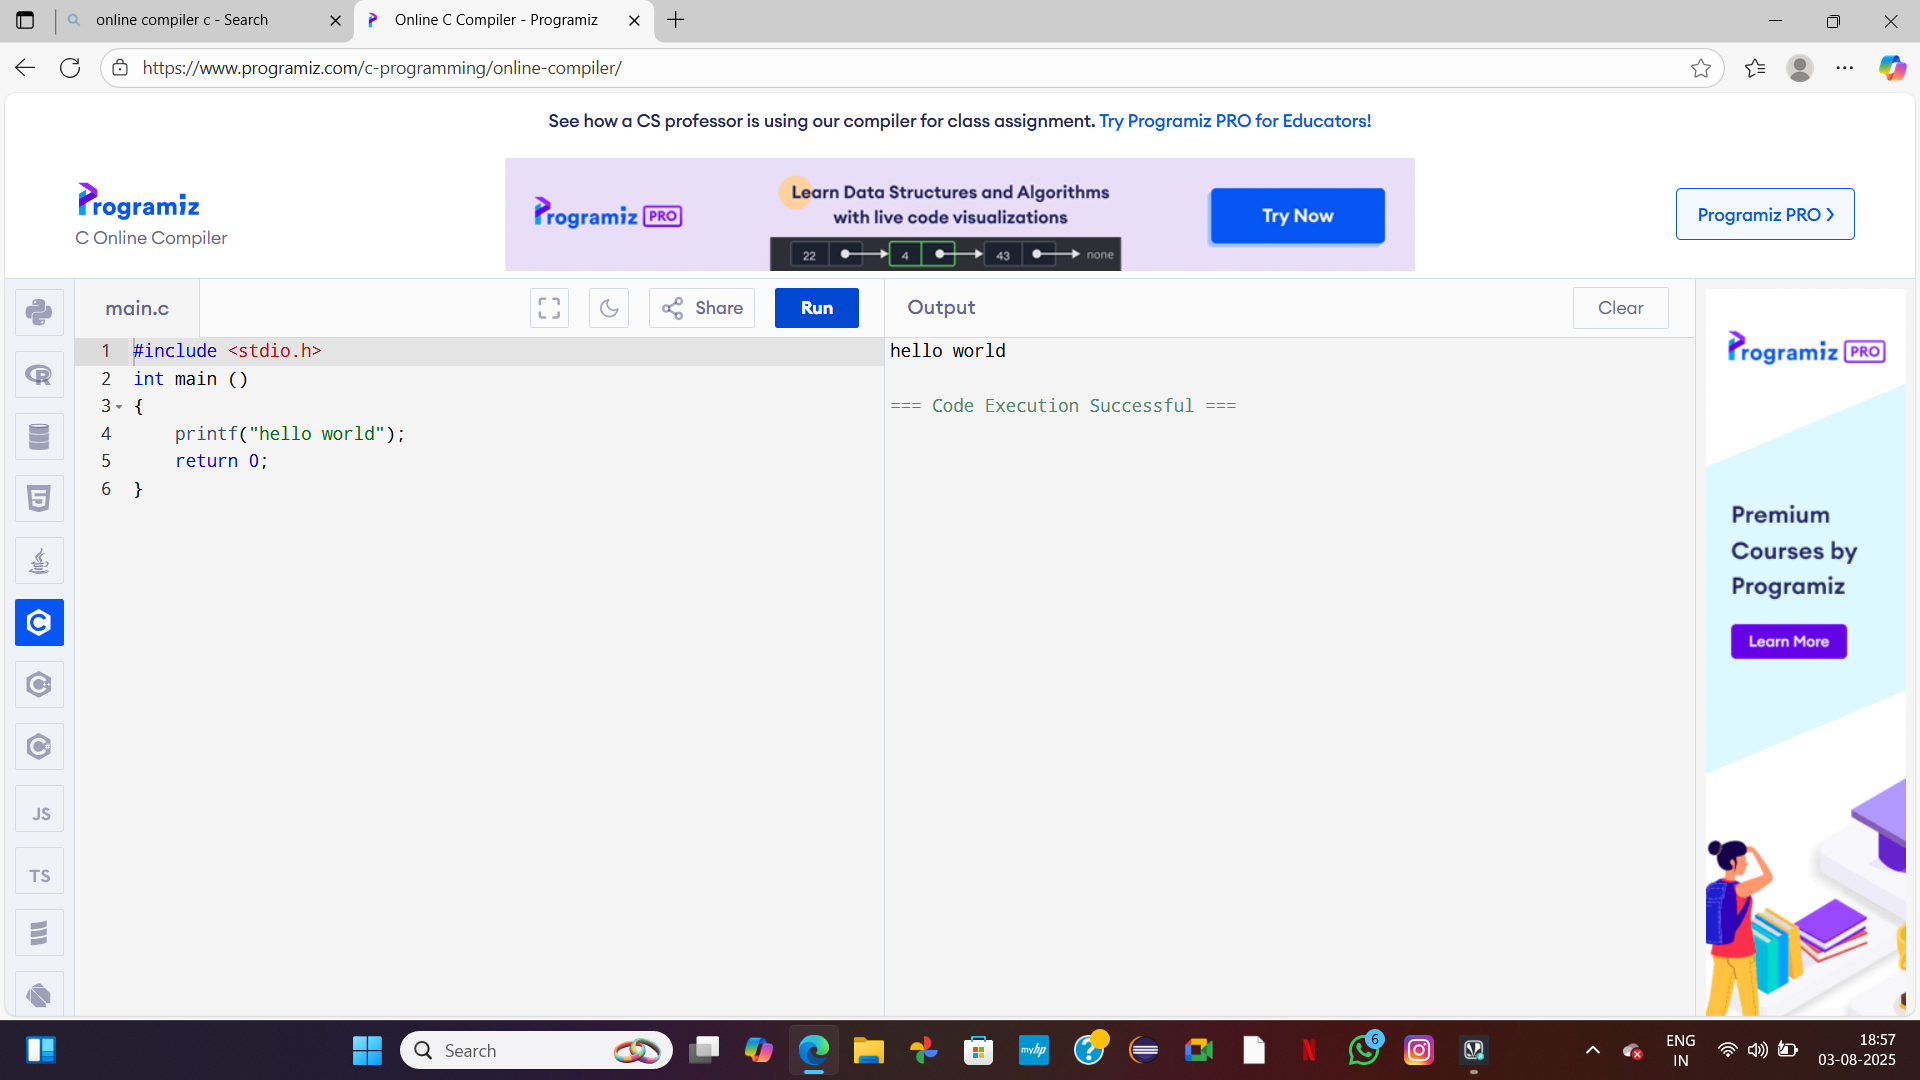 online compiler c - Search
Online C Compiler - Programiz
https://www.programiz.com/c-programming/online-compiler/
See how a CS professor is using our compiler for class assignment. Try Programiz PRO for Educators!
Programiz
C Online Compiler
Programiz PRO
Learn Data Structures and Algorithms
with live code visualizations
22 4 43 none
Try Now
Programiz PRO
main.c
Share
Run
Output
Clear
1 #include <stdio.h>
2 int main ()
3 {
4 printf("hello world");
5 return 0;
6 }
hello world
=== Code Execution Successful ===
Programiz PRO
Premium
Courses by
Programiz
Learn More
JS
TS
Search
myhp
6
ENG
IN
18:57
03-08-2025